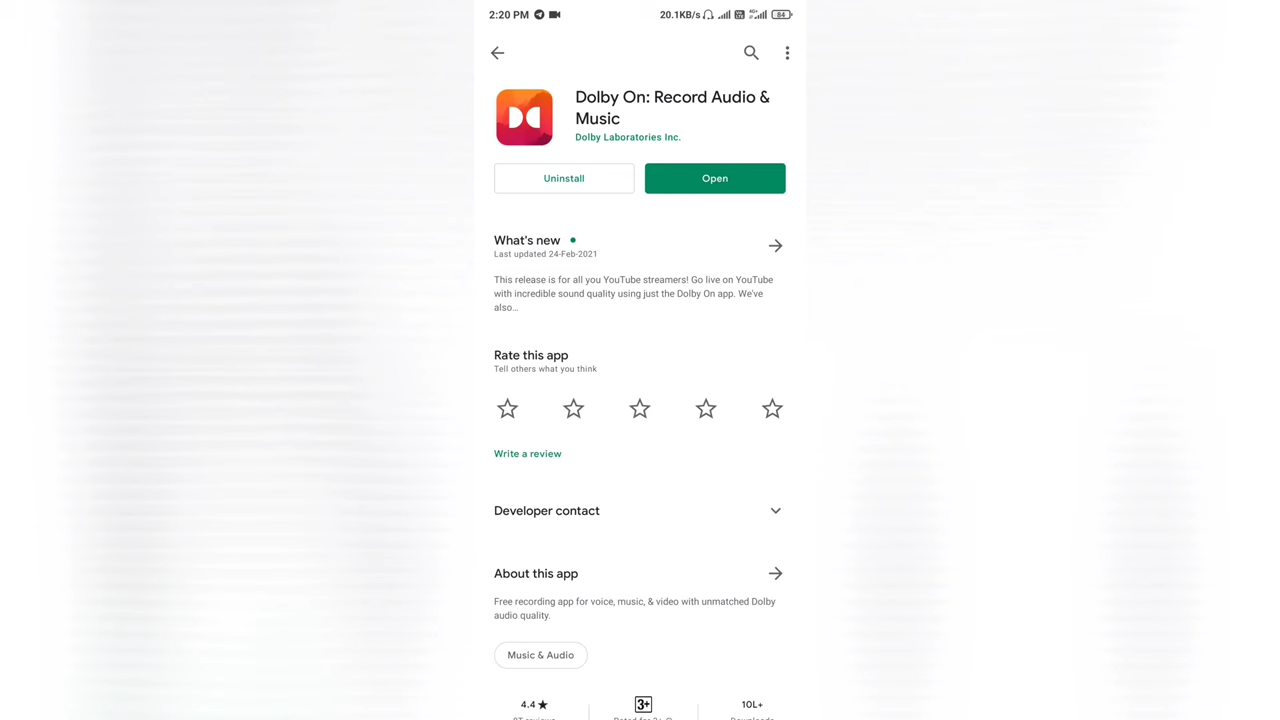 2:20 PM 20.1KB/s 4G+ 84
Dolby On: Record Audio &
Music
Dolby Laboratories Inc.
Uninstall Open
What's new
Last updated 24-Feb-2021
This release is for all you YouTube streamers! Go live on YouTube
with incredible sound quality using just the Dolby On app. We've
also...
Rate this app
Tell others what you think
Write a review
Developer contact
About this app
Free recording app for voice, music, & video with unmatched Dolby
audio quality.
Music & Audio
4.4★ 3+ 10L+